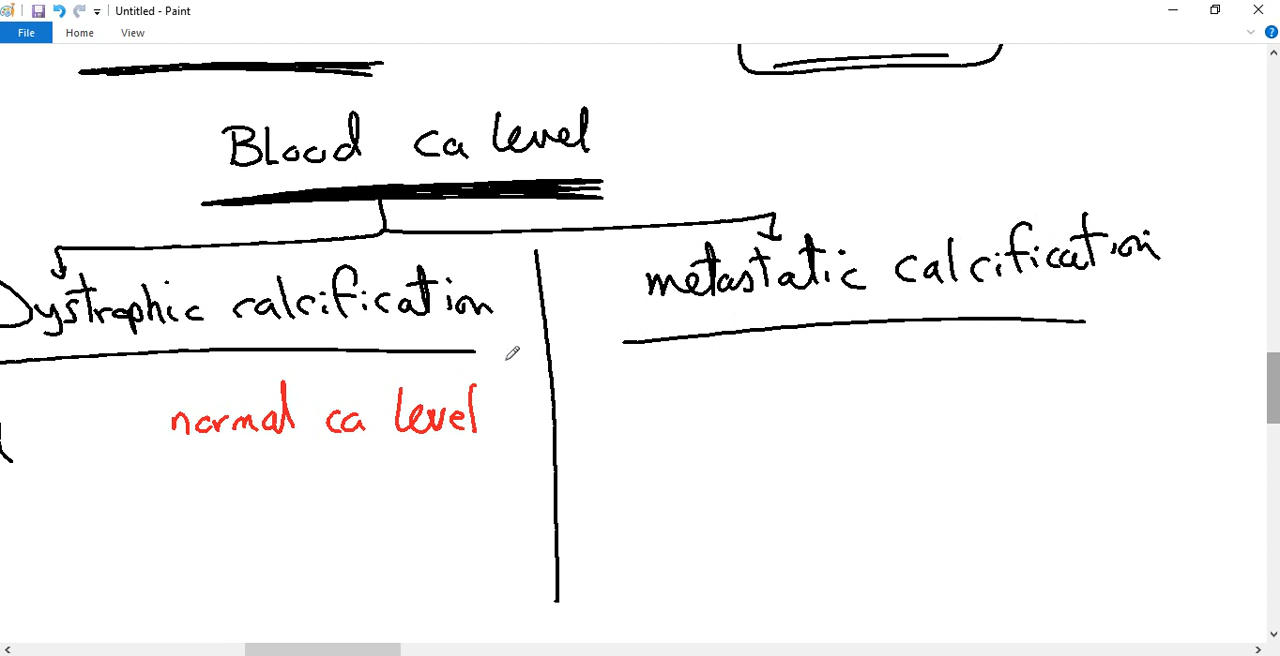 Untitled - Paint
File Home View
Blood ca level
Dystrophic calcification
metastatic calcification
normal ca level